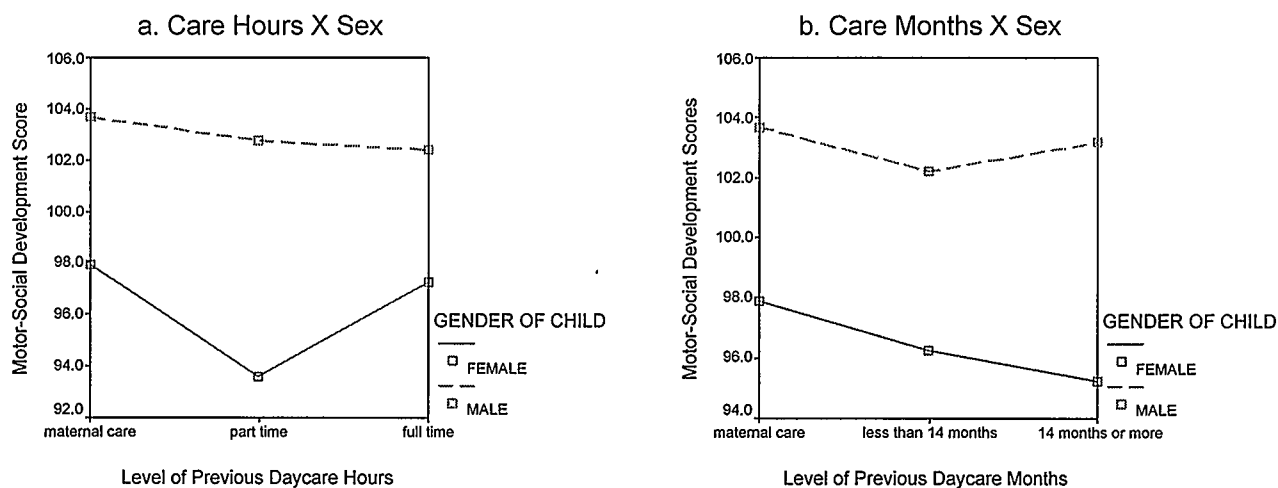 a. Care Hours X Sex
106.0
104.0
102.0
100.0
98.0
96.0
94.0
92.0
Motor-Social Development Score
maternal care
part time
full time
Level of Previous Daycare Hours
GENDER OF CHILD
FEMALE
MALE
b. Care Months X Sex
106.0
104.0
102.0
100.0
98.0
96.0
94.0
Motor-Social Development Scores
maternal care
less than 14 months
14 months or more
Level of Previous Daycare Months
GENDER OF CHILD
FEMALE
MALE